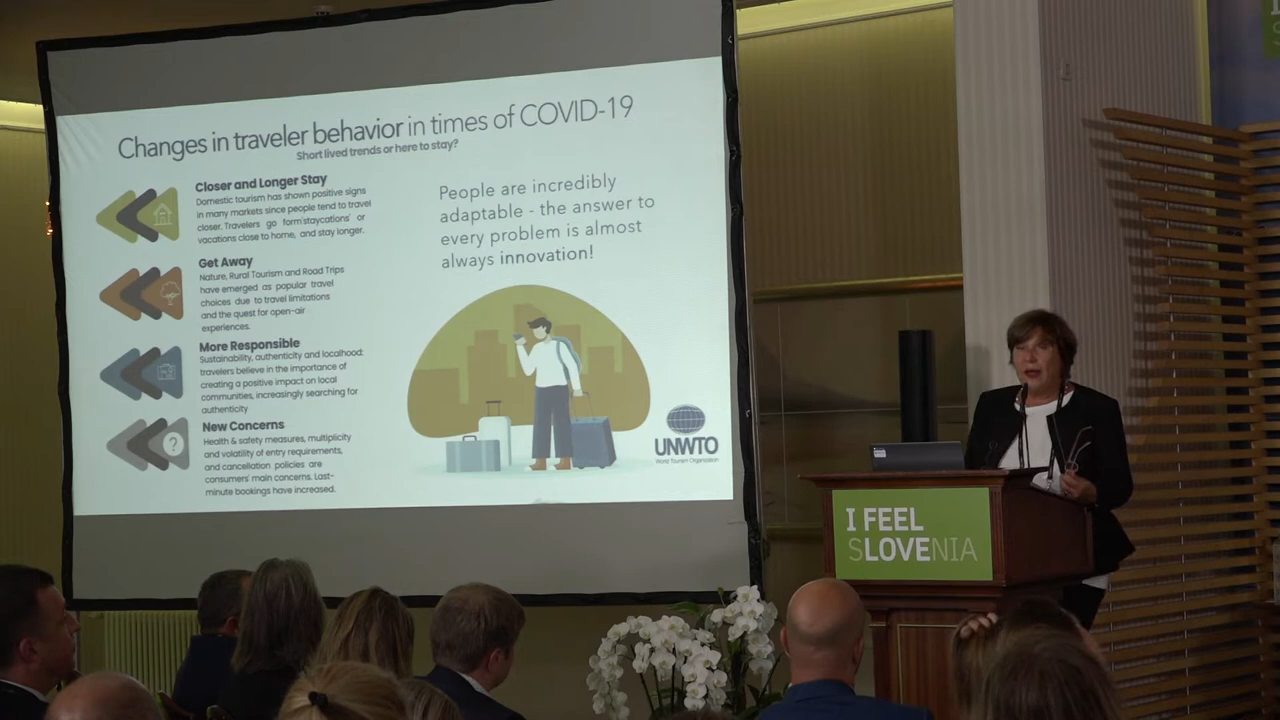 Changes in traveler behavior in times of COVID-19
Short lived trends or here to stay?
Closer and Longer Stay
Domestic tourism has shown positive signs
in many markets since people tend to travel
closer. Travelers go form'staycations' or
vacations close to home, and stay longer.
Get Away
Nature, Rural Tourism and Road Trips
have emerged as popular travel
choices due to travel limitations
and the quest for open-air
experiences.
More Responsible
Sustainability, authenticity and localhood:
travelers believe in the importance of
creating a positive impact on local
communities, increasingly searching for
authenticity
New Concerns
Health & safety measures, multiplicity
and volatility of entry requirements,
and cancellation policies are
consumers' main concerns. Last-
minute bookings have increased.
People are incredibly
adaptable - the answer to
every problem is almost
always innovation!
UNWTO
World Tourism Organization
I FEEL
SLOVENIA